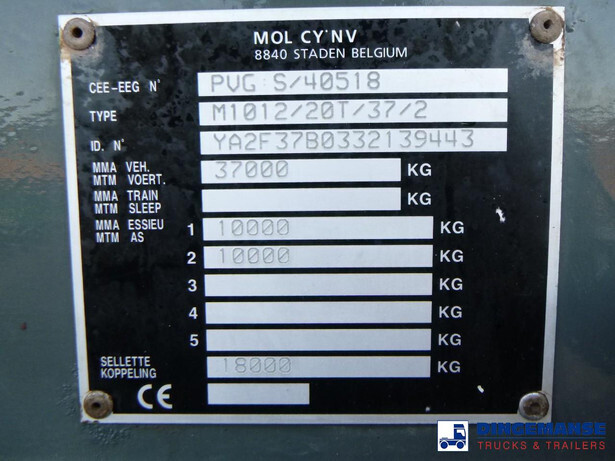 MOL CY'NV
8840 STADEN BELGIUM
CEE-EEG N° PVG S/40518
TYPE M1012/20T/37/2
ID. N° YA2F37B0332139443
MMA VEH. MTM VOERT. 37000 KG
MMA TRAIN MTM SLEEP KG
MMA ESSIEU MTM AS 1 10000 KG
2 10000 KG
3 KG
4 KG
5 KG
SELLETTE KOPPELING 18000 KG
CE
DINGEMANSE
TRUCKS & TRAILERS